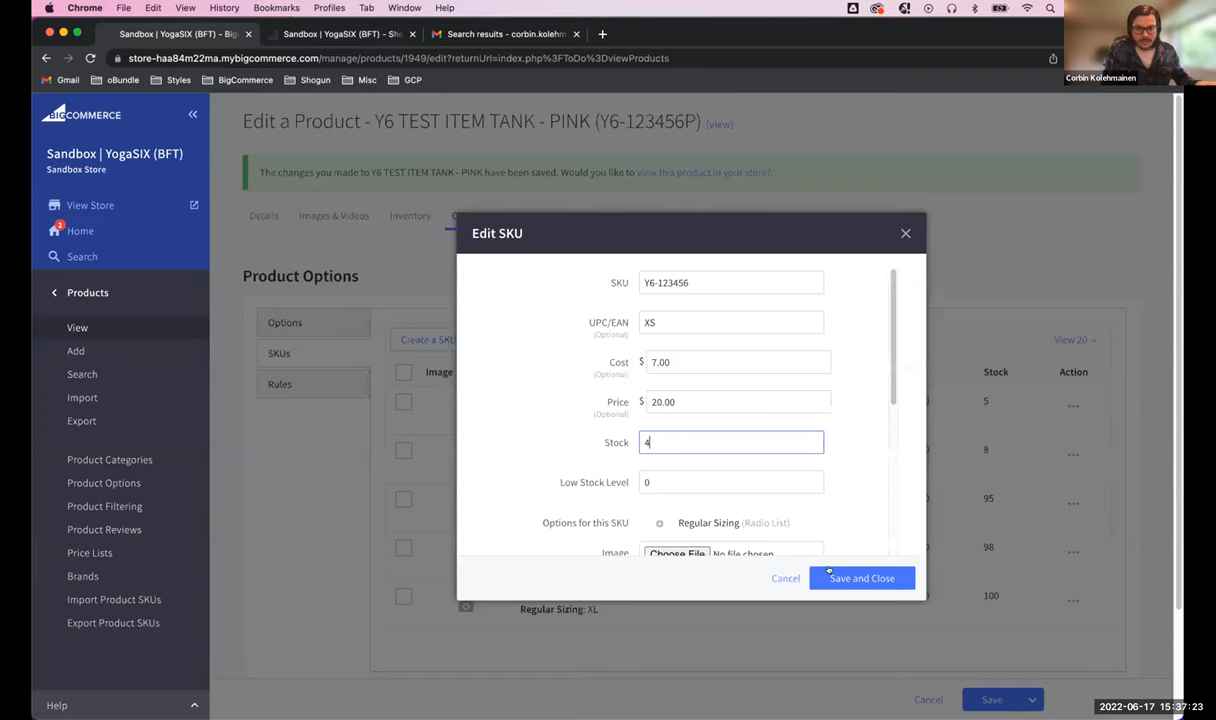 Chrome File Edit View History Bookmarks Profiles Tab Window Help
Sandbox | YogaSIX (BFT) - Big
Sandbox | YogaSIX (BFT) - Sho
Search results - corbin.kolehm
store-haa84m22ma.mybigcommerce.com/manage/products/1949/edit?returnUrl=index.php%3FToDo%3DviewProducts
Gmail oBundle Styles BigCommerce Shogun Misc GCP
Corbin Kolehmainen
BIGCOMMERCE
Sandbox | YogaSIX (BFT)
Sandbox Store
View Store
2
Home
Search
Products
View
Add
Search
Import
Export
Product Categories
Product Options
Product Filtering
Product Reviews
Price Lists
Brands
Import Product SKUs
Export Product SKUs
Help
Edit a Product - Y6 TEST ITEM TANK - PINK (Y6-123456P) (view)
The changes you made to Y6 TEST ITEM TANK - PINK have been saved. Would you like to view this product in your store?.
Details Images & Videos Inventory
Product Options
Options
SKUs
Rules
Create a SKU
View 20
Image Stock Action
5
8
95
98
100
Regular Sizing: XL
Edit SKU
SKU Y6-123456
UPC/EAN XS
(Optional)
Cost $ 7.00
(Optional)
Price $ 20.00
(Optional)
Stock 4
Low Stock Level 0
Options for this SKU Regular Sizing (Radio List)
Image Choose File No file chosen
Cancel Save and Close
Cancel Save
2022-06-17 15:37:23